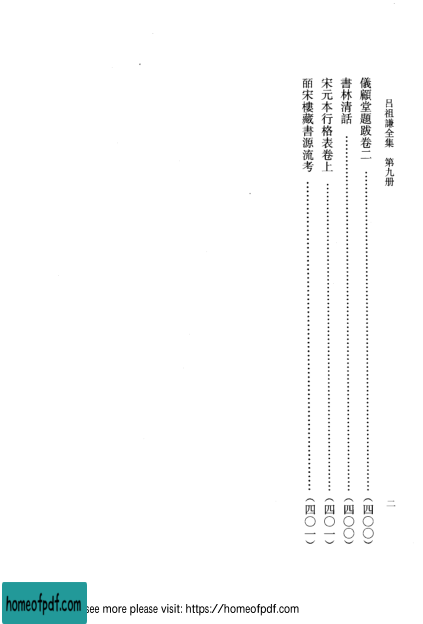 呂祖謙全集 第九册
二
儀顧堂題跋卷二……(四〇〇)
書林清話……(四〇〇)
宋元本行格表卷上……(四〇一)
皕宋樓藏書源流考……(四〇一)
homeofpdf.com
see more please visit: https://homeofpdf.com